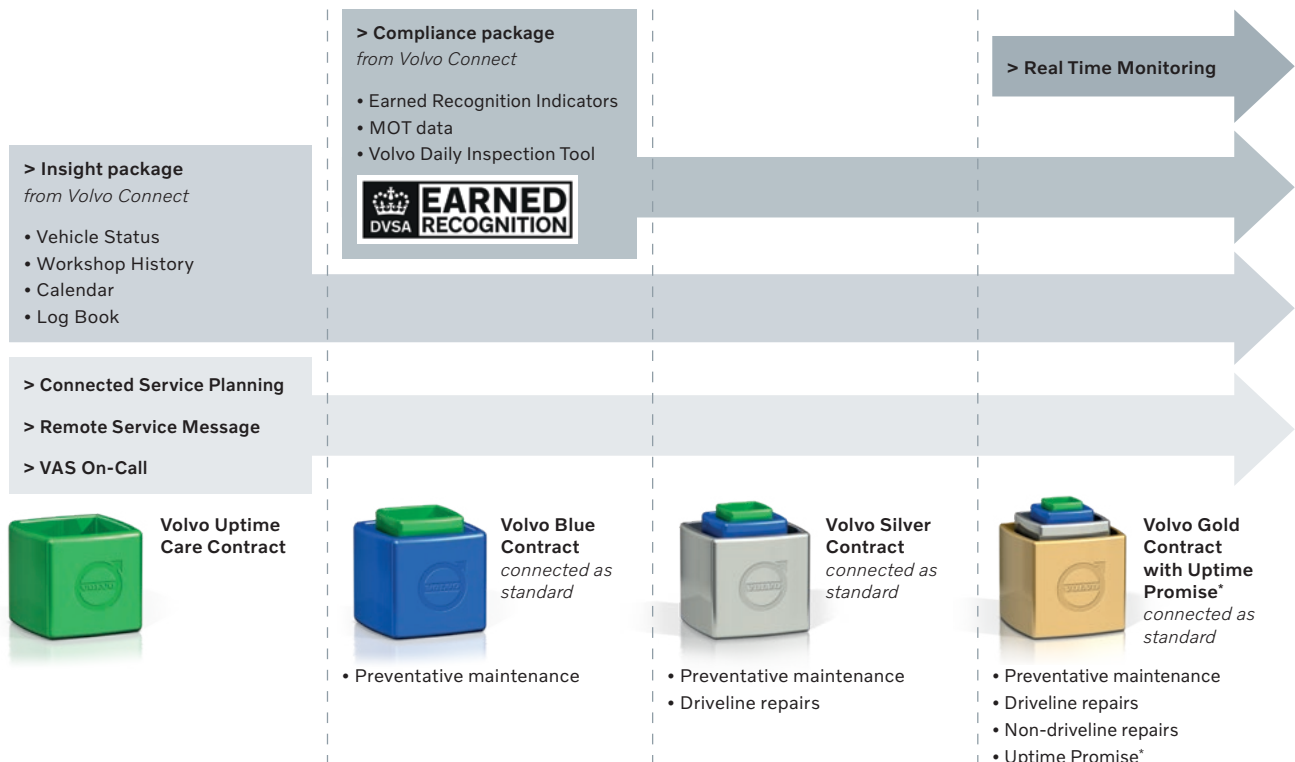 > Compliance package
from Volvo Connect
• Earned Recognition Indicators
• MOT data
• Volvo Daily Inspection Tool
DVSA
EARNED
RECOGNITION
> Real Time Monitoring
> Insight package
from Volvo Connect
• Vehicle Status
• Workshop History
• Calendar
• Log Book
> Connected Service Planning
> Remote Service Message
> VAS On-Call
VOLVO
Volvo Uptime
Care Contract
VOLVO
Volvo Blue
Contract
connected as
standard
• Preventative maintenance
VOLVO
Volvo Silver
Contract
connected as
standard
• Preventative maintenance
• Driveline repairs
VOLVO
Volvo Gold
Contract
with Uptime
Promise*
connected as
standard
• Preventative maintenance
• Driveline repairs
• Non-driveline repairs
• Uptime Promise*